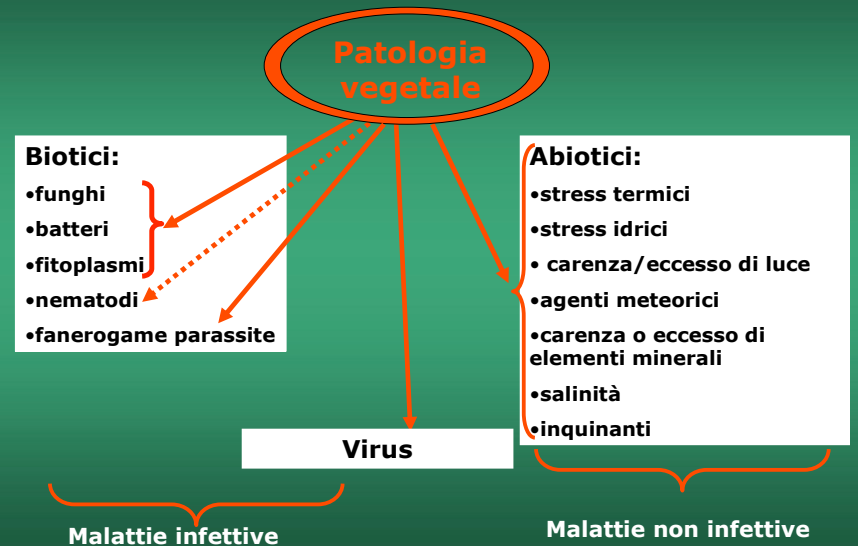 Patologia
vegetale
Biotici:
•funghi
•batteri
•fitoplasmi
•nematodi
•fanerogame parassite
Abiotici:
•stress termici
•stress idrici
• carenza/eccesso di luce
•agenti meteorici
•carenza o eccesso di
elementi minerali
•salinità
•inquinanti
Virus
Malattie infettive
Malattie non infettive